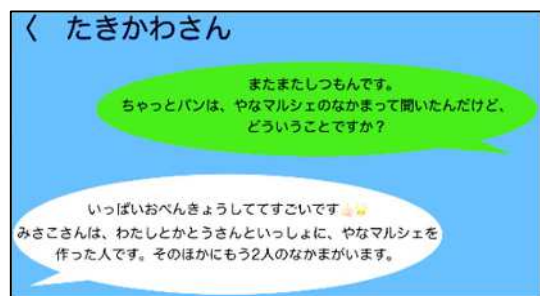 く たきかわさん
またまたしつもんです。
ちゃっとパンは、やなマルシェのなかまって聞いたんだけど、
どういうことですか？
いっぱいおべんきょうしててすごいです👏🏻🌟
みさこさんは、わたしとかとうさんといっしょに、やなマルシェを
作った人です。そのほかにもう2人のなかまがいます。